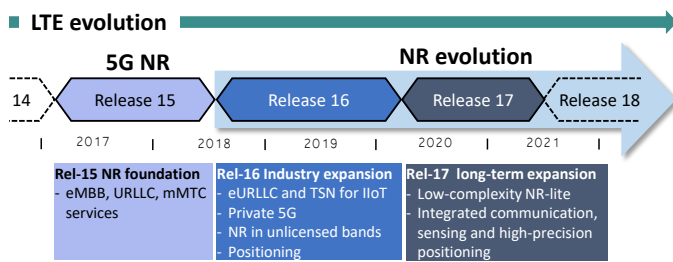 LTE evolution
5G NR
NR evolution
14
Release 15
Release 16
Release 17
Release 18
2017
2018
2019
2020
2021
Rel-15 NR foundation
- eMBB, URLLC, mMTC
services
Rel-16 Industry expansion
- eURLLC and TSN for IIoT
- Private 5G
- NR in unlicensed bands
- Positioning
Rel-17 long-term expansion
- Low-complexity NR-lite
- Integrated communication,
sensing and high-precision
positioning